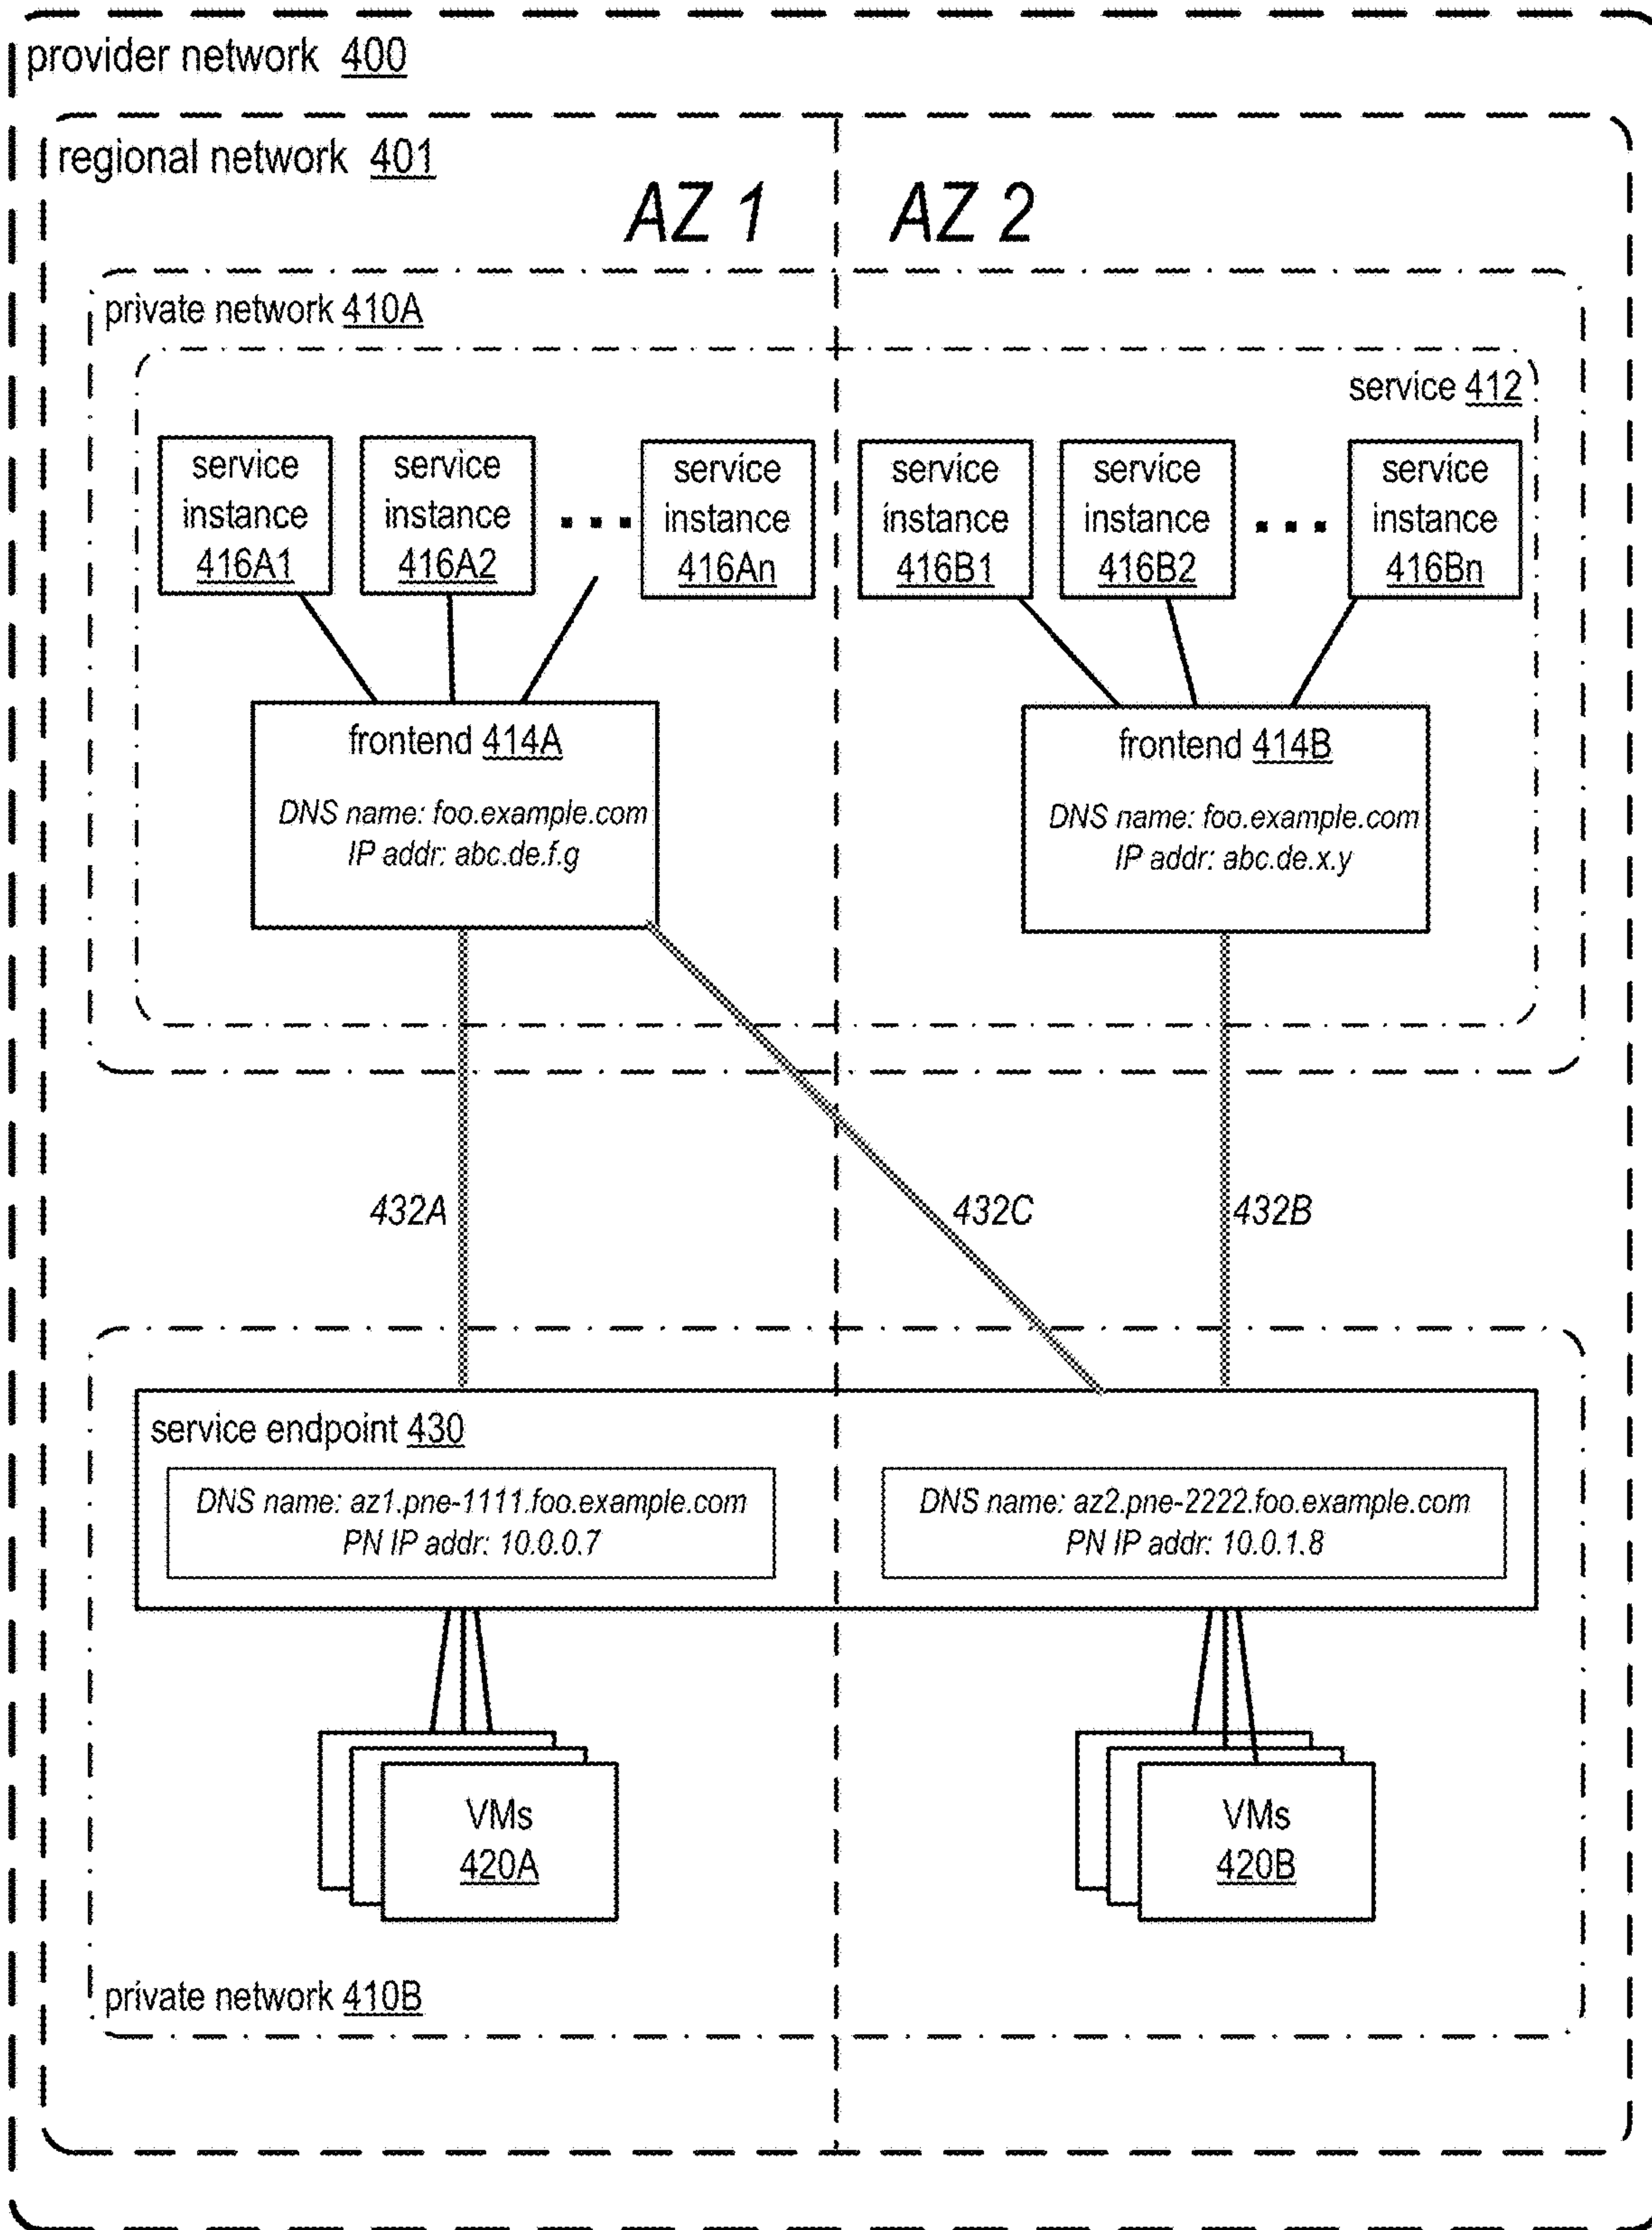 provider network 400
regional network 401
AZ 1
AZ 2
private network 410A
service 412
service
instance
416A1
service
instance
416A2
...
service
instance
416An
service
instance
416B1
service
instance
416B2
...
service
instance
416Bn
frontend 414A
DNS name: foo.example.com
IP addr: abc.de.f.g
frontend 414B
DNS name: foo.example.com
IP addr: abc.de.x.y
432A
432C
432B
service endpoint 430
DNS name: az1.pne-1111.foo.example.com
PN IP addr: 10.0.0.7
DNS name: az2.pne-2222.foo.example.com
PN IP addr: 10.0.1.8
VMs
420A
VMs
420B
private network 410B